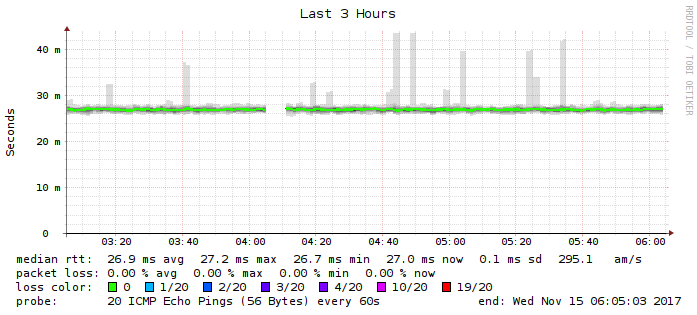 Last 3 Hours
RRDTOOL / TOBI OETIKER
Seconds
40 m
30 m
20 m
10 m
0
03:20 03:40 04:00 04:20 04:40 05:00 05:20 05:40 06:00
median rtt: 26.9 ms avg 27.2 ms max 26.7 ms min 27.0 ms now 0.1 ms sd 295.1 am/s
packet loss: 0.00 % avg 0.00 % max 0.00 % min 0.00 % now
loss color: 0 1/20 2/20 3/20 4/20 10/20 19/20
probe: 20 ICMP Echo Pings (56 Bytes) every 60s end: Wed Nov 15 06:05:03 2017